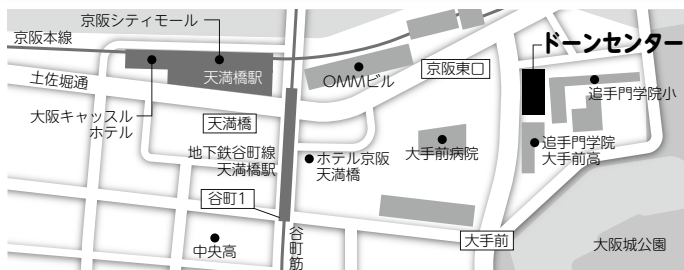 京阪シティモール
京阪本線
ドーンセンター
天満橋駅
OMMビル
京阪東口
土佐堀通
追手門学院小
大阪キャッスル
ホテル
天満橋
地下鉄谷町線
天満橋駅
ホテル京阪
天満橋
大手前病院
追手門学院
大手前高
谷町1
谷町筋
中央高
大手前
大阪城公園